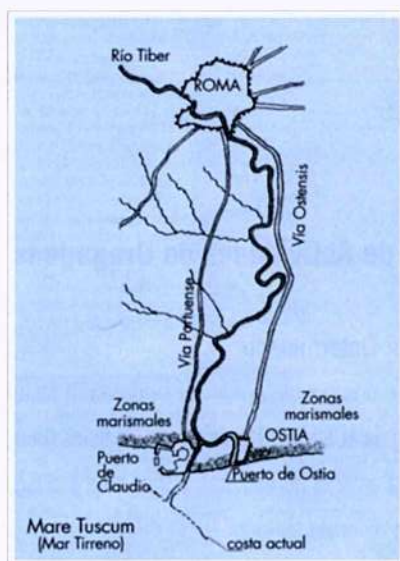 Río Tiber
ROMA
Vía Ostensis
Vía Portuense
Zonas
marismales
Zonas
marismales
OSTIA
Puerto
de
Claudio
Puerto de Ostia
Mare Tuscum
(Mar Tirreno)
costa actual